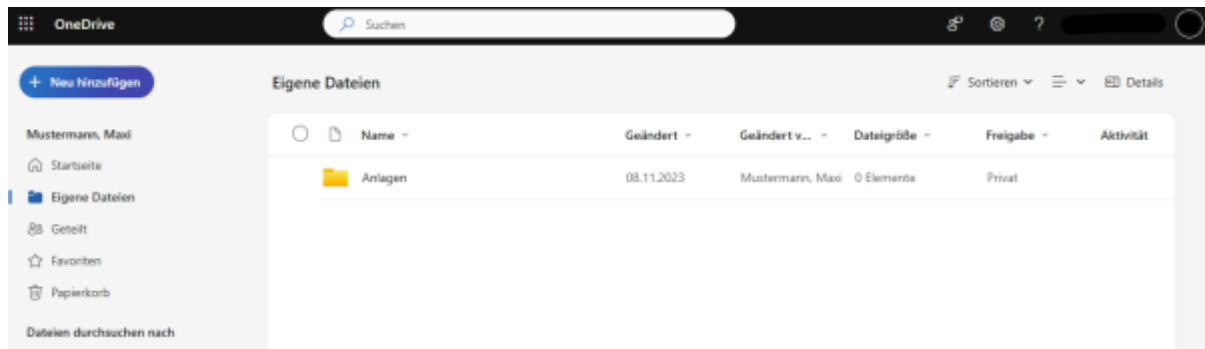 OneDrive
Suchen
?
+ Neu hinzufügen
Eigene Dateien
Sortieren
Details
Mustermann, Maxi
Startseite
Eigene Dateien
Geteilt
Favoriten
Papierkorb
Dateien durchsuchen nach
Name Geändert Geändert v... Dateigröße Freigabe Aktivität
Anlagen 08.11.2023 Mustermann, Maxi 0 Elemente Privat